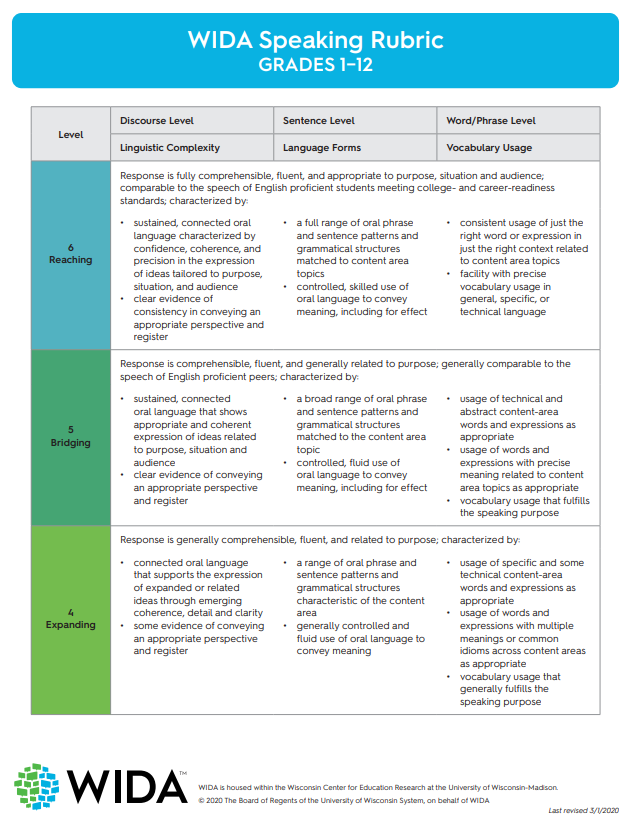 WIDA Speaking Rubric
GRADES 1–12
Level
Discourse Level
Sentence Level
Word/Phrase Level
Linguistic Complexity
Language Forms
Vocabulary Usage
6
Reaching
Response is fully comprehensible, fluent, and appropriate to purpose, situation and audience;
comparable to the speech of English proficient students meeting college- and career-readiness
standards; characterized by:
• sustained, connected oral
language characterized by
confidence, coherence, and
precision in the expression
of ideas tailored to purpose,
situation, and audience
• clear evidence of
consistency in conveying an
appropriate perspective and
register
• a full range of oral phrase
and sentence patterns and
grammatical structures
matched to content area
topics
• controlled, skilled use of
oral language to convey
meaning, including for effect
• consistent usage of just the
right word or expression in
just the right context related
to content area topics
• facility with precise
vocabulary usage in
general, specific, or
technical language
5
Bridging
Response is comprehensible, fluent, and generally related to purpose; generally comparable to the
speech of English proficient peers; characterized by:
• sustained, connected
oral language that shows
appropriate and coherent
expression of ideas related
to purpose, situation and
audience
• clear evidence of conveying
an appropriate perspective
and register
• a broad range of oral phrase
and sentence patterns and
grammatical structures
matched to the content area
topic
• controlled, fluid use of
oral language to convey
meaning, including for effect
• usage of technical and
abstract content-area
words and expressions as
appropriate
• usage of words and
expressions with precise
meaning related to content
area topics as appropriate
• vocabulary usage that fulfills
the speaking purpose
4
Expanding
Response is generally comprehensible, fluent, and related to purpose; characterized by:
• connected oral language
that supports the expression
of expanded or related
ideas through emerging
coherence, detail and clarity
• some evidence of conveying
an appropriate perspective
and register
• a range of oral phrase and
sentence patterns and
grammatical structures
characteristic of the content
area
• generally controlled and
fluid use of oral language to
convey meaning
• usage of specific and some
technical content-area
words and expressions as
appropriate
• usage of words and
expressions with multiple
meanings or common
idioms across content areas
as appropriate
• vocabulary usage that
generally fulfills the
speaking purpose
WIDA™
WIDA is housed within the Wisconsin Center for Education Research at the University of Wisconsin-Madison.
© 2020 The Board of Regents of the University of Wisconsin System, on behalf of WIDA
Last revised 3/1/2020